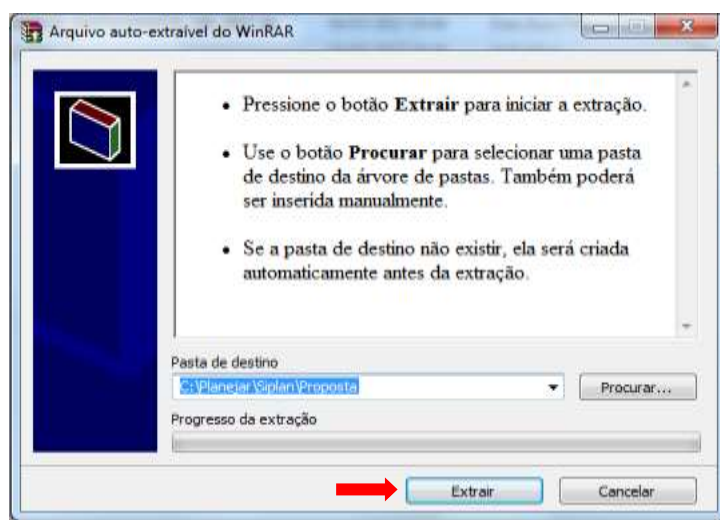 Arquivo auto-extraível do WinRAR
• Pressione o botão Extrair para iniciar a extração.
• Use o botão Procurar para selecionar uma pasta
de destino da árvore de pastas. Também poderá
ser inserida manualmente.
• Se a pasta de destino não existir, ela será criada
automaticamente antes da extração.
Pasta de destino
C:\Planejar\Siplan\Proposta
Procurar...
Progresso da extração
Extrair
Cancelar